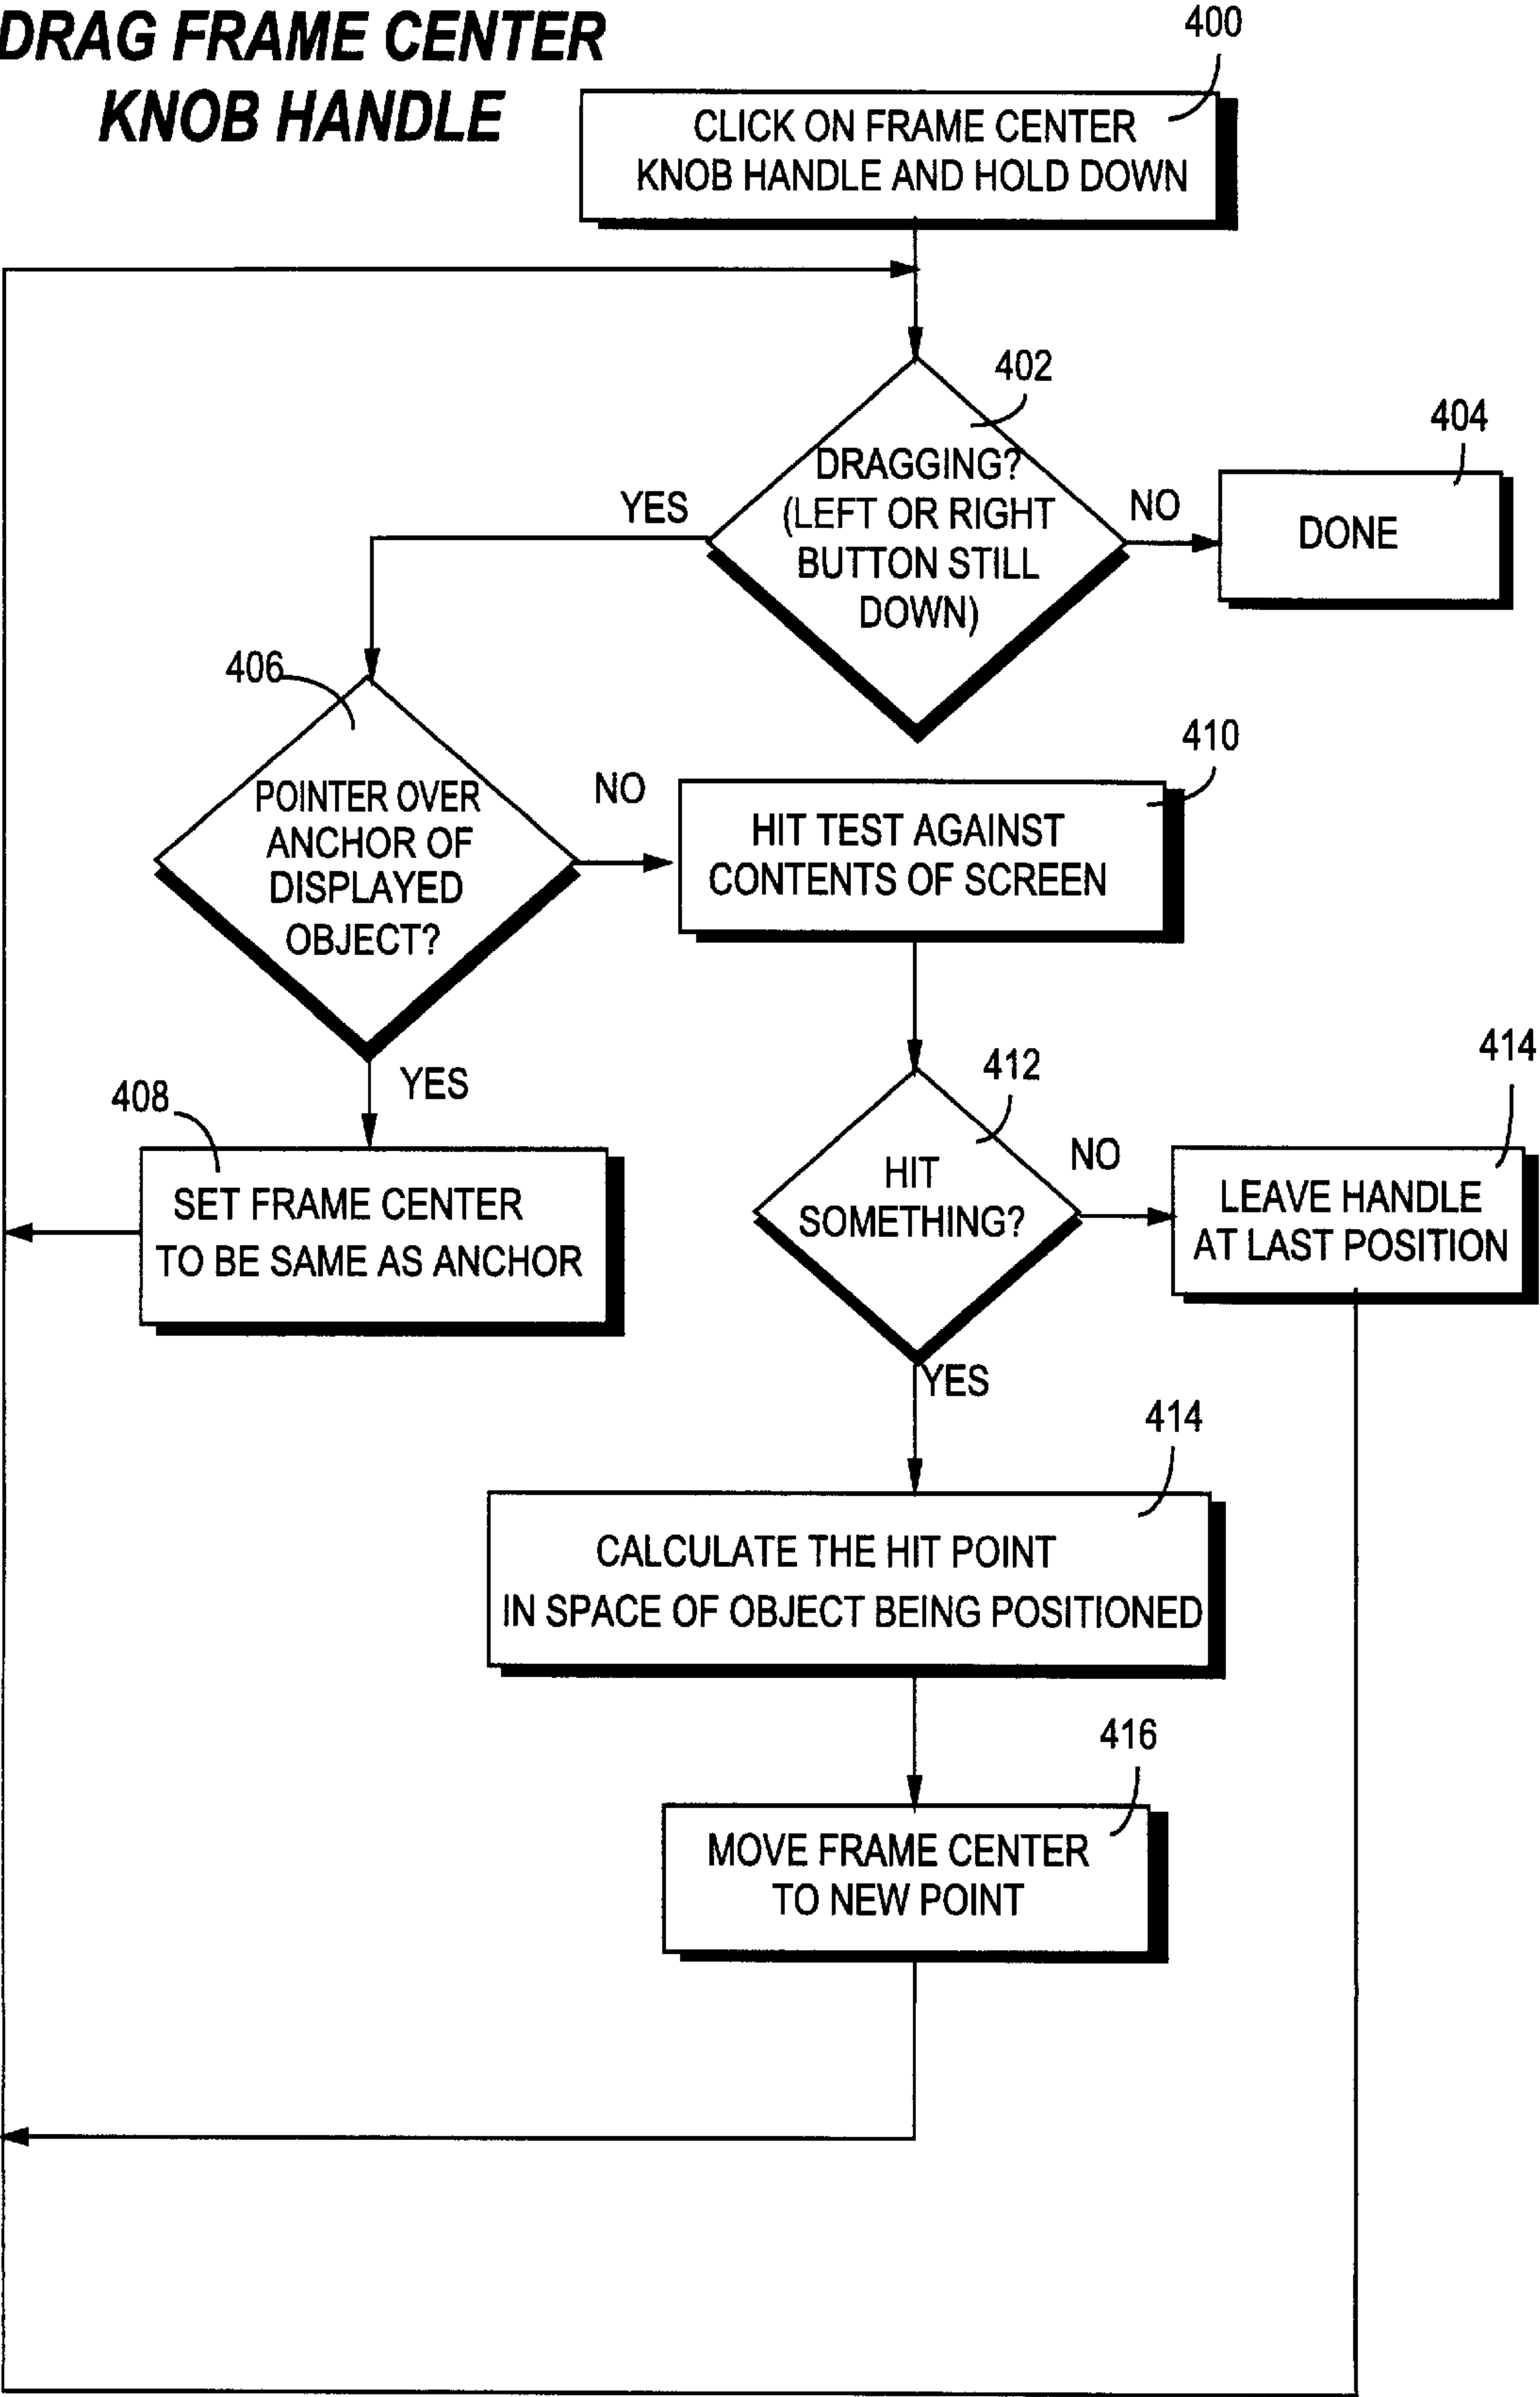 DRAG FRAME CENTER
KNOB HANDLE
400
CLICK ON FRAME CENTER
KNOB HANDLE AND HOLD DOWN
402
DRAGGING?
(LEFT OR RIGHT
BUTTON STILL
DOWN)
YES
NO
404
DONE
406
POINTER OVER
ANCHOR OF
DISPLAYED
OBJECT?
NO
410
HIT TEST AGAINST
CONTENTS OF SCREEN
YES
408
SET FRAME CENTER
TO BE SAME AS ANCHOR
412
HIT
SOMETHING?
NO
414
LEAVE HANDLE
AT LAST POSITION
YES
414
CALCULATE THE HIT POINT
IN SPACE OF OBJECT BEING POSITIONED
416
MOVE FRAME CENTER
TO NEW POINT